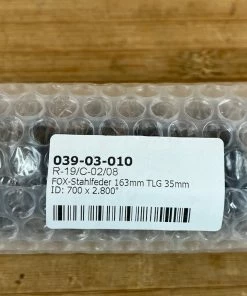 039-03-010
R-19/C-02/08
FOX-Stahlfeder 163mm TLG 35mm
ID: 700 x 2.800"